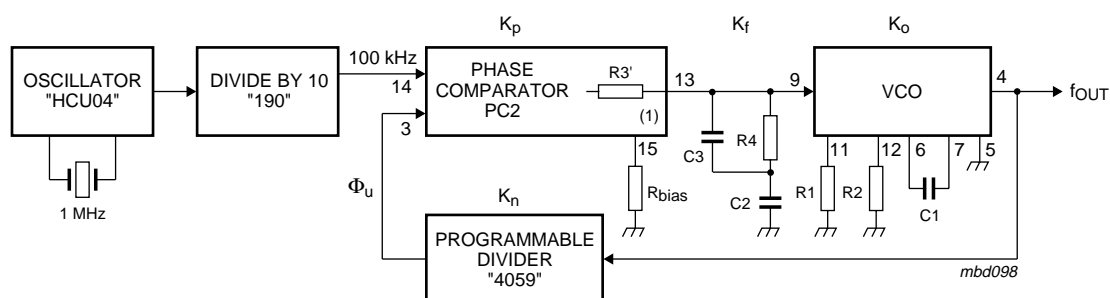 Kp
Kf
Ko
OSCILLATOR
"HCU04"
1 MHz
DIVIDE BY 10
"190"
100 kHz
14
3
PHASE
COMPARATOR
PC2
R3'
(1)
13
15
Rbias
C3
R4
C2
9
VCO
4
fOUT
11
12
6
7
5
R1
R2
C1
Φu
Kn
PROGRAMMABLE
DIVIDER
"4059"
mbd098